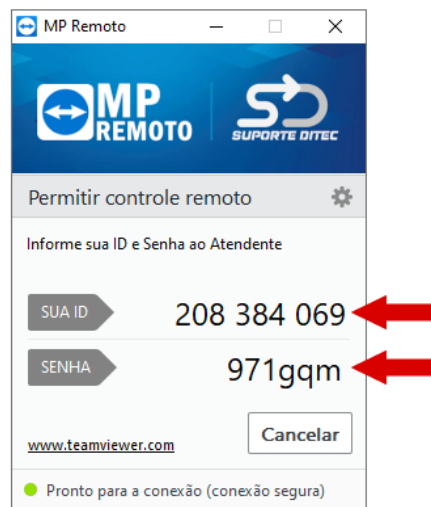 MP Remoto
MP
REMOTO
SUPORTE DITEC
Permitir controle remoto
Informe sua ID e Senha ao Atendente
SUA ID 208 384 069
SENHA 971gqm
www.teamviewer.com Cancelar
Pronto para a conexão (conexão segura)